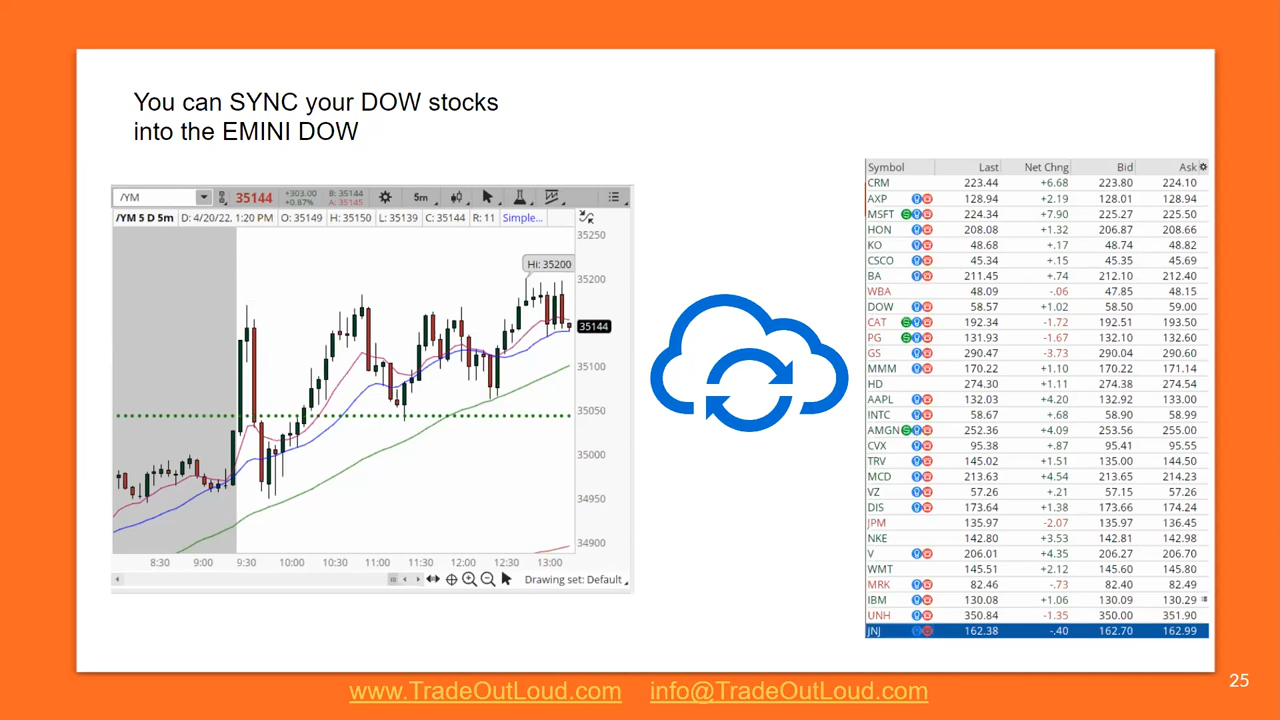 You can SYNC your DOW stocks
into the EMINI DOW
/YM 35144 +303.00 +0.87% B: 35144 A: 35145 5m
/YM 5 D 5m D: 4/20/22, 1:20 PM O: 35149 H: 35150 L: 35139 C: 35144 R: 11 Simple...
35250
Hi: 35200
35200
35144
35100
35050
35000
34950
34900
8:30 9:00 9:30 10:00 10:30 11:00 11:30 12:00 12:30 13:00
Drawing set: Default
Symbol Last Net Chng Bid Ask
CRM 223.44 +6.68 223.80 224.10
AXP 128.94 +2.19 128.01 128.94
MSFT 224.34 +7.90 225.27 225.50
HON 208.08 +1.32 206.87 208.66
KO 48.68 +.17 48.74 48.82
CSCO 45.34 +.15 45.35 45.69
BA 211.45 +.74 212.10 212.40
WBA 48.09 -.06 47.85 48.15
DOW 58.57 +1.02 58.50 59.00
CAT 192.34 -1.72 192.51 193.50
PG 131.93 -1.67 132.10 132.60
GS 290.47 -3.73 290.04 290.60
MMM 170.22 +1.10 170.22 171.14
HD 274.30 +1.11 274.38 274.54
AAPL 132.03 +4.20 132.92 133.00
INTC 58.67 +.68 58.90 58.99
AMGN 252.36 +4.09 253.56 255.00
CVX 95.38 +.87 95.41 95.55
TRV 145.02 +1.51 135.00 144.50
MCD 213.63 +4.54 213.65 214.23
VZ 57.26 +.21 57.15 57.26
DIS 173.64 +1.38 173.66 174.24
JPM 135.97 -2.07 135.97 136.45
NKE 142.80 +3.53 142.81 142.98
V 206.01 +4.35 206.27 206.70
WMT 145.51 +2.12 145.60 145.80
MRK 82.46 -.73 82.40 82.49
IBM 130.08 +1.06 130.09 130.29
UNH 350.84 -1.35 350.00 351.90
JNJ 162.38 -.40 162.70 162.99
www.TradeOutLoud.com info@TradeOutLoud.com
25